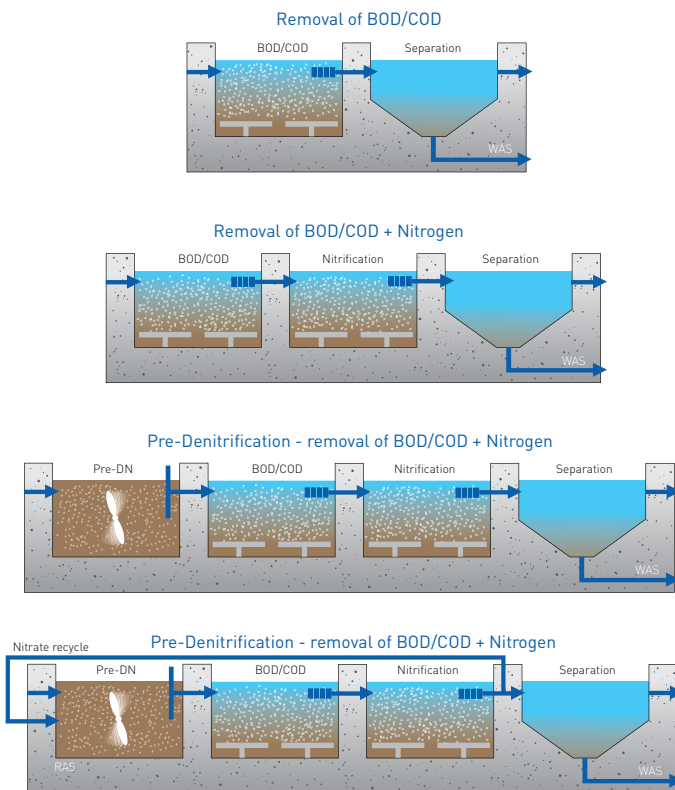 Removal of BOD/COD
BOD/COD Separation
WAS
Removal of BOD/COD + Nitrogen
BOD/COD Nitrification Separation
WAS
Pre-Denitrification - removal of BOD/COD + Nitrogen
Pre-DN BOD/COD Nitrification Separation
WAS
Pre-Denitrification - removal of BOD/COD + Nitrogen
Nitrate recycle
Pre-DN BOD/COD Nitrification Separation
RAS
WAS